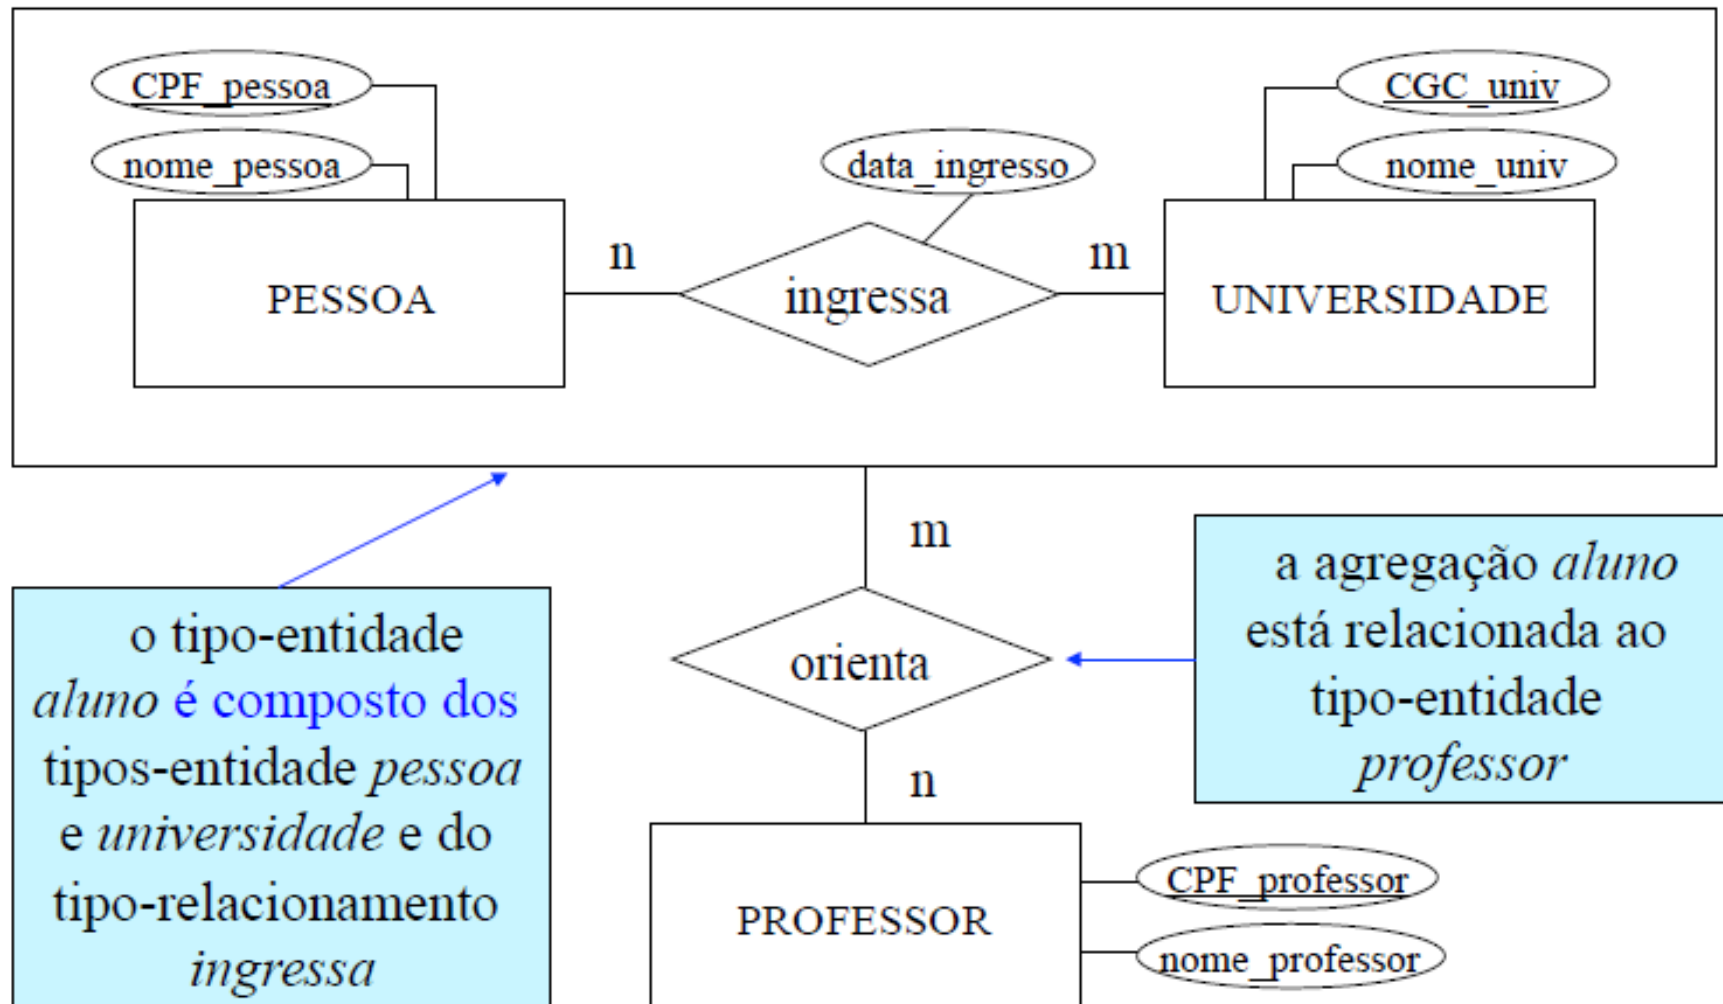 CPF_pessoa
CGC_univ
nome_pessoa
data_ingresso
nome_univ
n
m
PESSOA
ingressa
UNIVERSIDADE
m
o tipo-entidade
aluno é composto dos
tipos-entidade pessoa
e universidade e do
tipo-relacionamento
ingressa
orienta
a agregação aluno
está relacionada ao
tipo-entidade
professor
n
PROFESSOR
CPF_professor
nome_professor